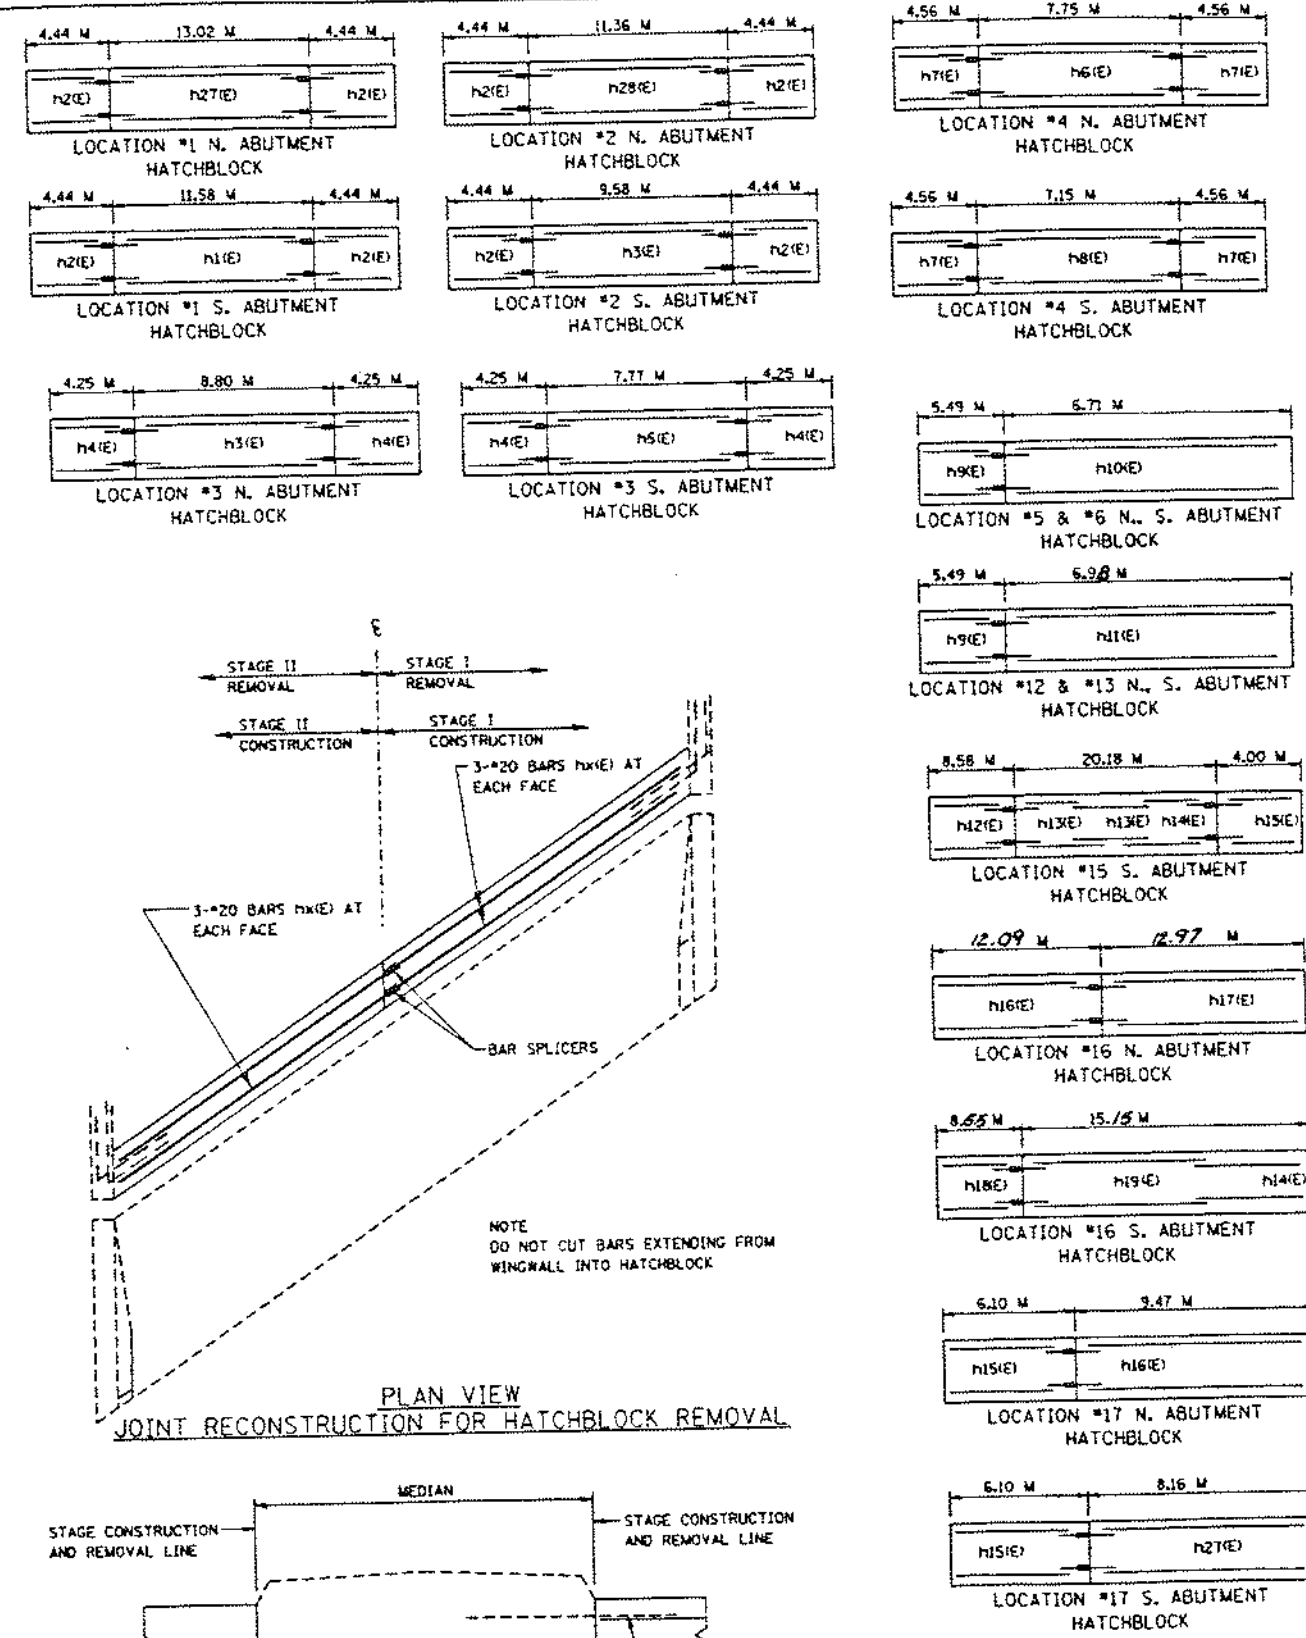 4.44 M 13.02 M 4.44 M
h2(E) h27(E) h2(E)
LOCATION #1 N. ABUTMENT
HATCHBLOCK
4.44 M 11.36 M 4.44 M
h2(E) h28(E) h2(E)
LOCATION #2 N. ABUTMENT
HATCHBLOCK
4.56 M 7.75 M 4.56 M
h7(E) h6(E) h7(E)
LOCATION #4 N. ABUTMENT
HATCHBLOCK
4.44 M 11.58 M 4.44 M
h2(E) h1(E) h2(E)
LOCATION #1 S. ABUTMENT
HATCHBLOCK
4.44 M 9.58 M 4.44 M
h2(E) h3(E) h2(E)
LOCATION #2 S. ABUTMENT
HATCHBLOCK
4.56 M 7.15 M 4.56 M
h7(E) h8(E) h7(E)
LOCATION #4 S. ABUTMENT
HATCHBLOCK
4.25 M 8.80 M 4.25 M
h4(E) h3(E) h4(E)
LOCATION #3 N. ABUTMENT
HATCHBLOCK
4.25 M 7.77 M 4.25 M
h4(E) h5(E) h4(E)
LOCATION #3 S. ABUTMENT
HATCHBLOCK
5.49 M 6.77 M
h9(E) h10(E)
LOCATION #5 & #6 N., S. ABUTMENT
HATCHBLOCK
5.49 M 6.98 M
h9(E) h11(E)
LOCATION #12 & #13 N., S. ABUTMENT
HATCHBLOCK
8.58 M 20.18 M 4.00 M
h12(E) h13(E) h13(E) h14(E) h15(E)
LOCATION #15 S. ABUTMENT
HATCHBLOCK
12.09 M 12.97 M
h16(E) h17(E)
LOCATION #16 N. ABUTMENT
HATCHBLOCK
8.55 M 15.15 M
h18(E) h19(E) h14(E)
LOCATION #16 S. ABUTMENT
HATCHBLOCK
6.10 M 9.47 M
h15(E) h16(E)
LOCATION #17 N. ABUTMENT
HATCHBLOCK
6.10 M 8.16 M
h15(E) h27(E)
LOCATION #17 S. ABUTMENT
HATCHBLOCK
STAGE II
REMOVAL
STAGE I
REMOVAL
STAGE II
CONSTRUCTION
STAGE I
CONSTRUCTION
3-#20 BARS hx(E) AT
EACH FACE
3-#20 BARS hx(E) AT
EACH FACE
BAR SPLICERS
NOTE
DO NOT CUT BARS EXTENDING FROM
WINGWALL INTO HATCHBLOCK
PLAN VIEW
JOINT RECONSTRUCTION FOR HATCHBLOCK REMOVAL
MEDIAN
STAGE CONSTRUCTION
AND REMOVAL LINE
STAGE CONSTRUCTION
AND REMOVAL LINE